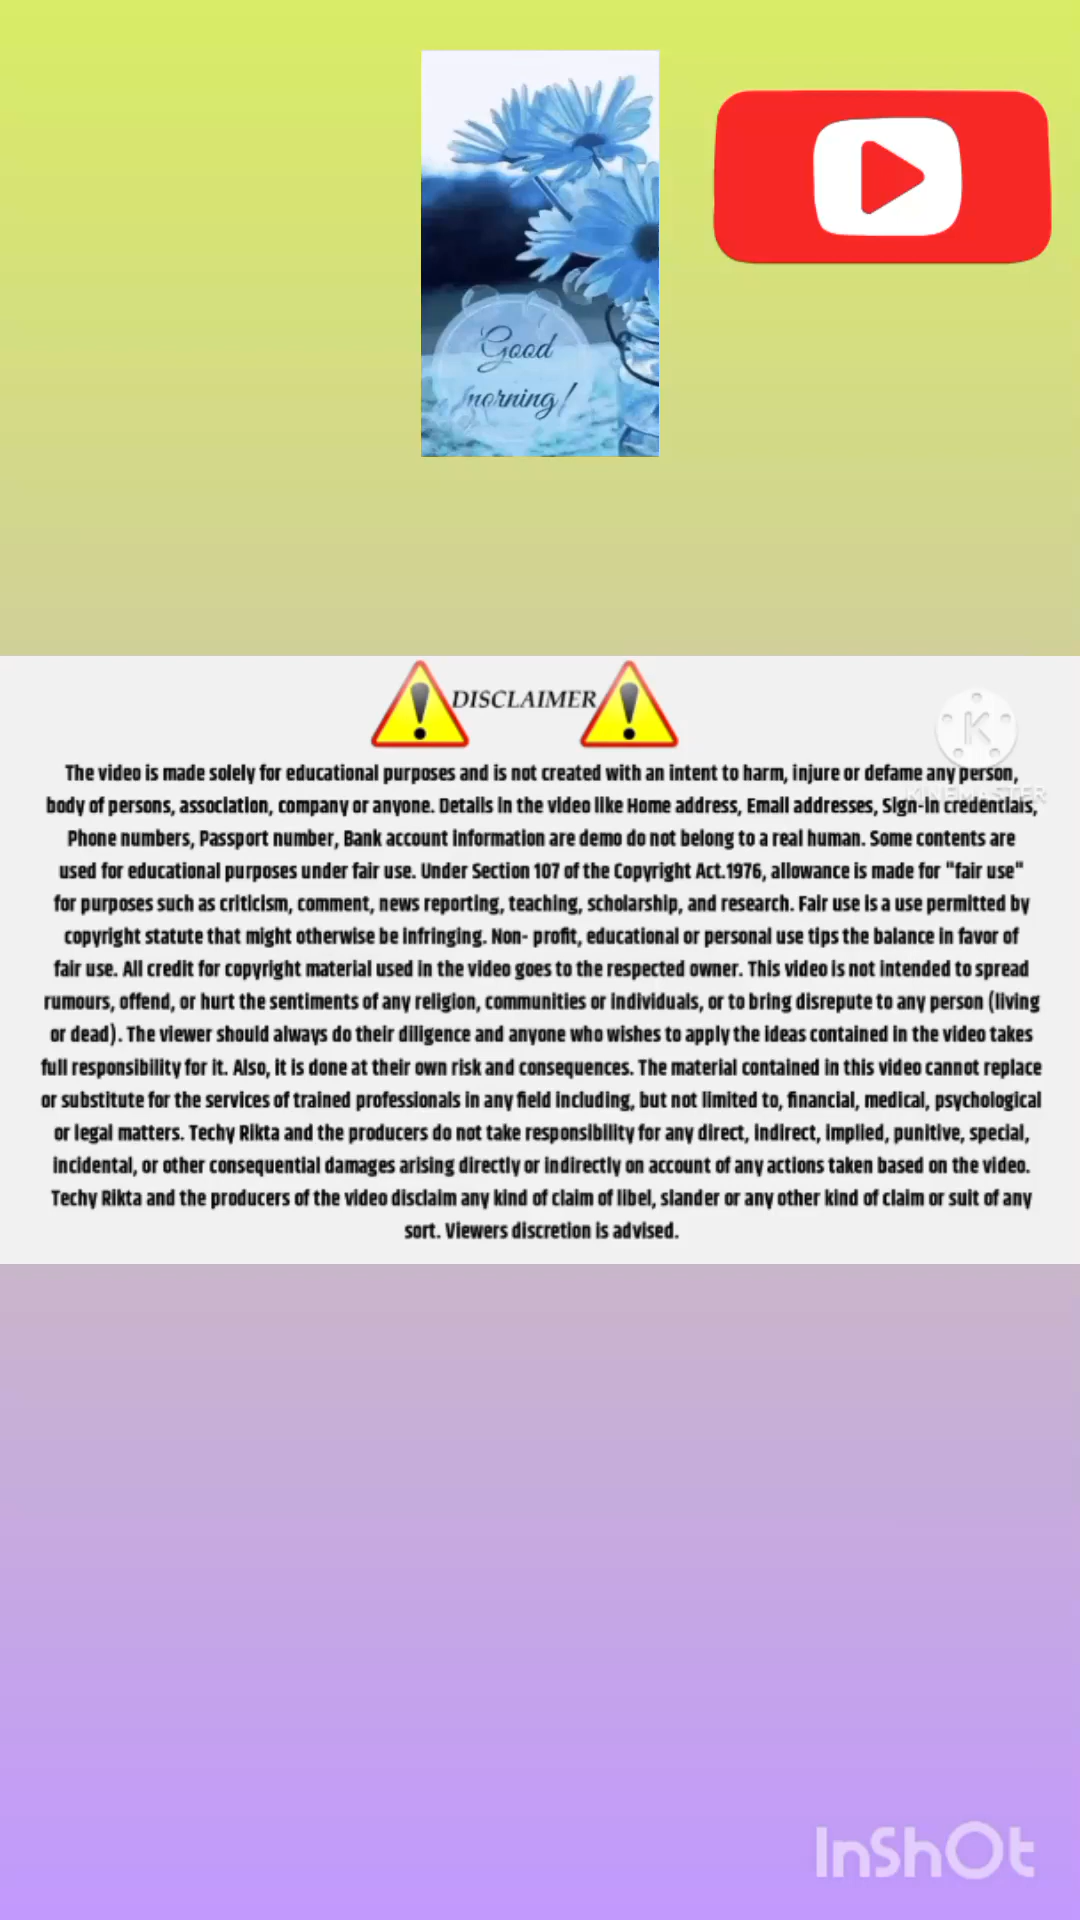 Good
morning!
DISCLAIMER
The video is made solely for educational purposes and is not created with an intent to harm, injure or defame any person,
body of persons, association, company or anyone. Details in the video like Home address, Email addresses, Sign-in credentials,
Phone numbers, Passport number, Bank account information are demo do not belong to a real human. Some contents are
used for educational purposes under fair use. Under Section 107 of the Copyright Act.1976, allowance is made for "fair use"
for purposes such as criticism, comment, news reporting, teaching, scholarship, and research. Fair use is a use permitted by
copyright statute that might otherwise be infringing. Non- profit, educational or personal use tips the balance in favor of
fair use. All credit for copyright material used in the video goes to the respected owner. This video is not intended to spread
rumours, offend, or hurt the sentiments of any religion, communities or individuals, or to bring disrepute to any person (living
or dead). The viewer should always do their diligence and anyone who wishes to apply the ideas contained in the video takes
full responsibility for it. Also, it is done at their own risk and consequences. The material contained in this video cannot replace
or substitute for the services of trained professionals in any field including, but not limited to, financial, medical, psychological
or legal matters. Techy Rikta and the producers do not take responsibility for any direct, indirect, implied, punitive, special,
incidental, or other consequential damages arising directly or indirectly on account of any actions taken based on the video.
Techy Rikta and the producers of the video disclaim any kind of claim of libel, slander or any other kind of claim or suit of any
sort. Viewers discretion is advised.
K
KINEMASTER
InShOt